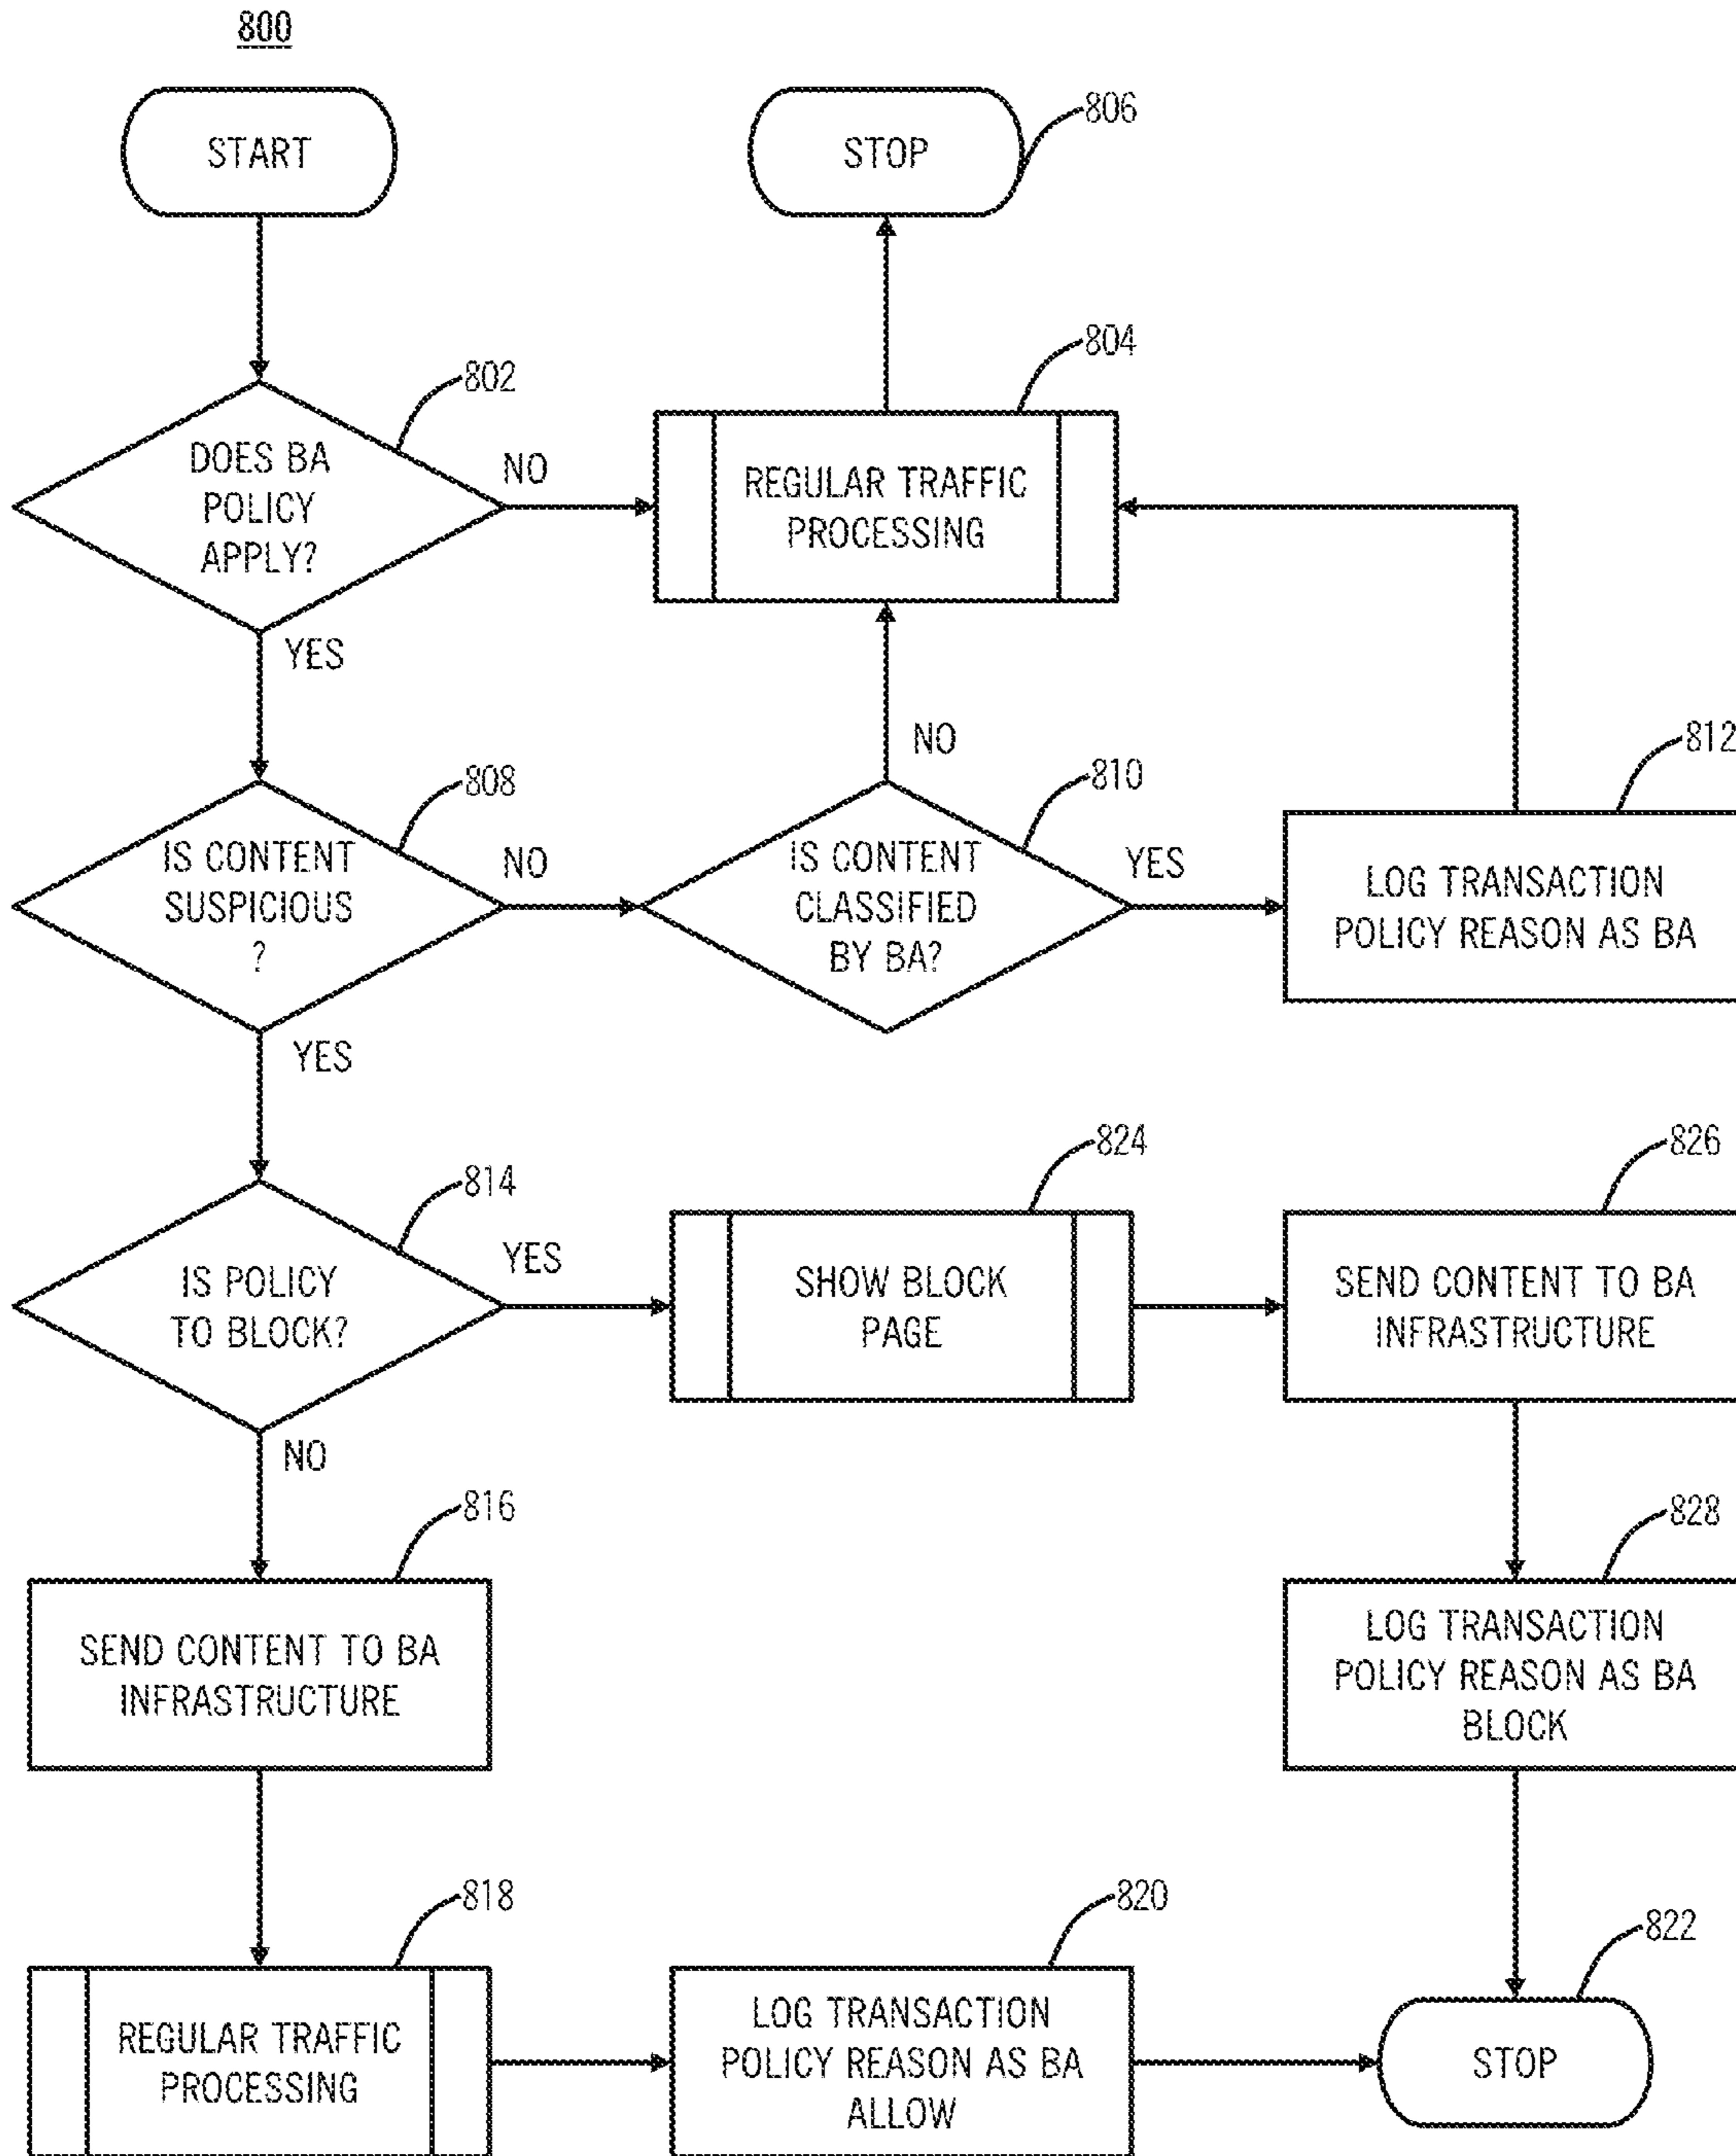 800
START
STOP
806
802
DOES BA
POLICY
APPLY?
NO
804
REGULAR TRAFFIC
PROCESSING
YES
808
IS CONTENT
SUSPICIOUS
?
NO
NO
810
IS CONTENT
CLASSIFIED
BY BA?
YES
812
LOG TRANSACTION
POLICY REASON AS BA
YES
814
IS POLICY
TO BLOCK?
YES
824
SHOW BLOCK
PAGE
826
SEND CONTENT TO BA
INFRASTRUCTURE
NO
816
SEND CONTENT TO BA
INFRASTRUCTURE
828
LOG TRANSACTION
POLICY REASON AS BA
BLOCK
818
REGULAR TRAFFIC
PROCESSING
820
LOG TRANSACTION
POLICY REASON AS BA
ALLOW
822
STOP